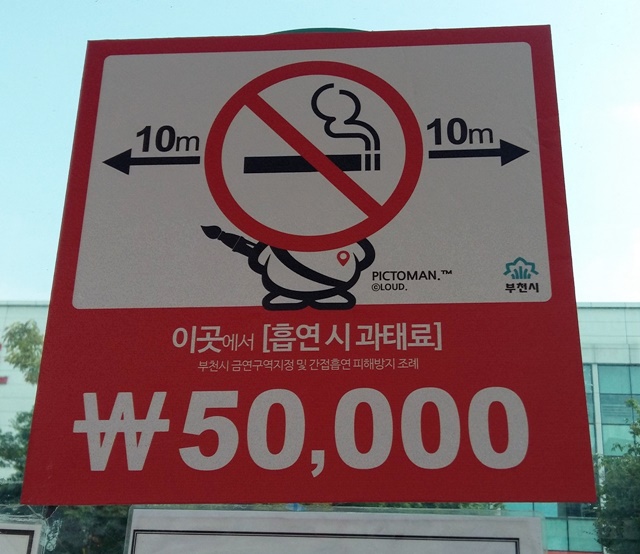 10m
10m
PICTOMAN.™
©LOUD.
부천시
이곳에서 [흡연 시 과태료]
부천시 금연구역지정 및 간접흡연 피해방지 조례
₩50,000